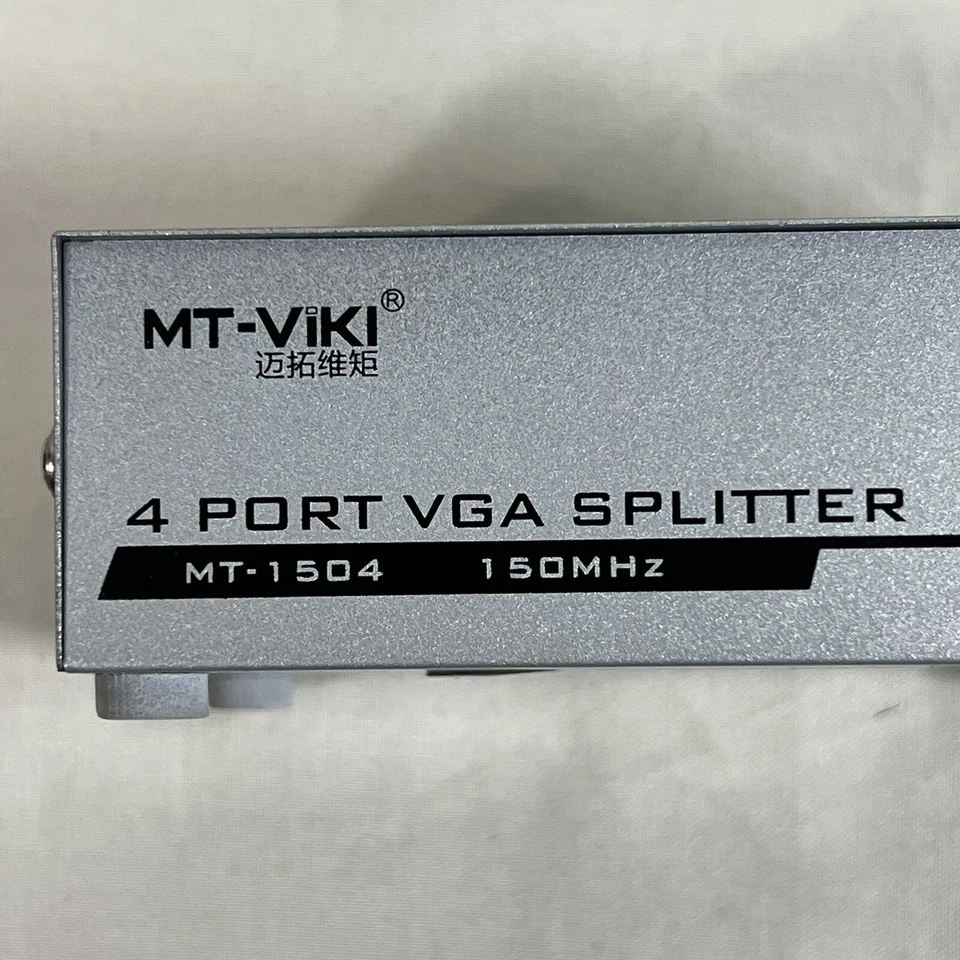 MT-ViKI®
迈拓维矩
4 PORT VGA SPLITTER
MT-1504 150MHz